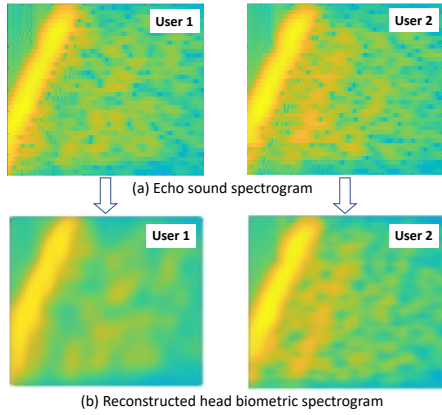 User 1
User 2
(a) Echo sound spectrogram
User 1
User 2
(b) Reconstructed head biometric spectrogram